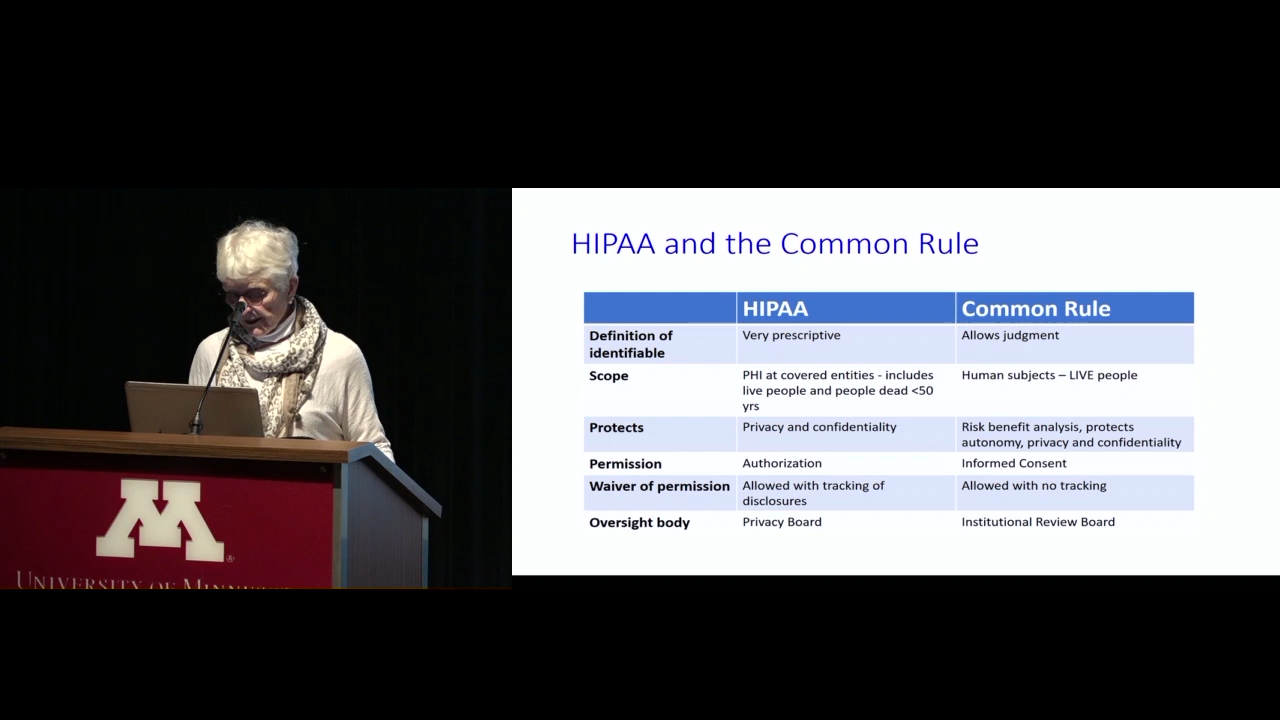 HIPAA and the Common Rule
HIPAA
Common Rule
Definition of
identifiable
Very prescriptive
Allows judgment
Scope
PHI at covered entities - includes
live people and people dead <50
yrs
Human subjects – LIVE people
Protects
Privacy and confidentiality
Risk benefit analysis, protects
autonomy, privacy and confidentiality
Permission
Authorization
Informed Consent
Waiver of permission
Allowed with tracking of
disclosures
Allowed with no tracking
Oversight body
Privacy Board
Institutional Review Board
M
UNIVERSITY OF